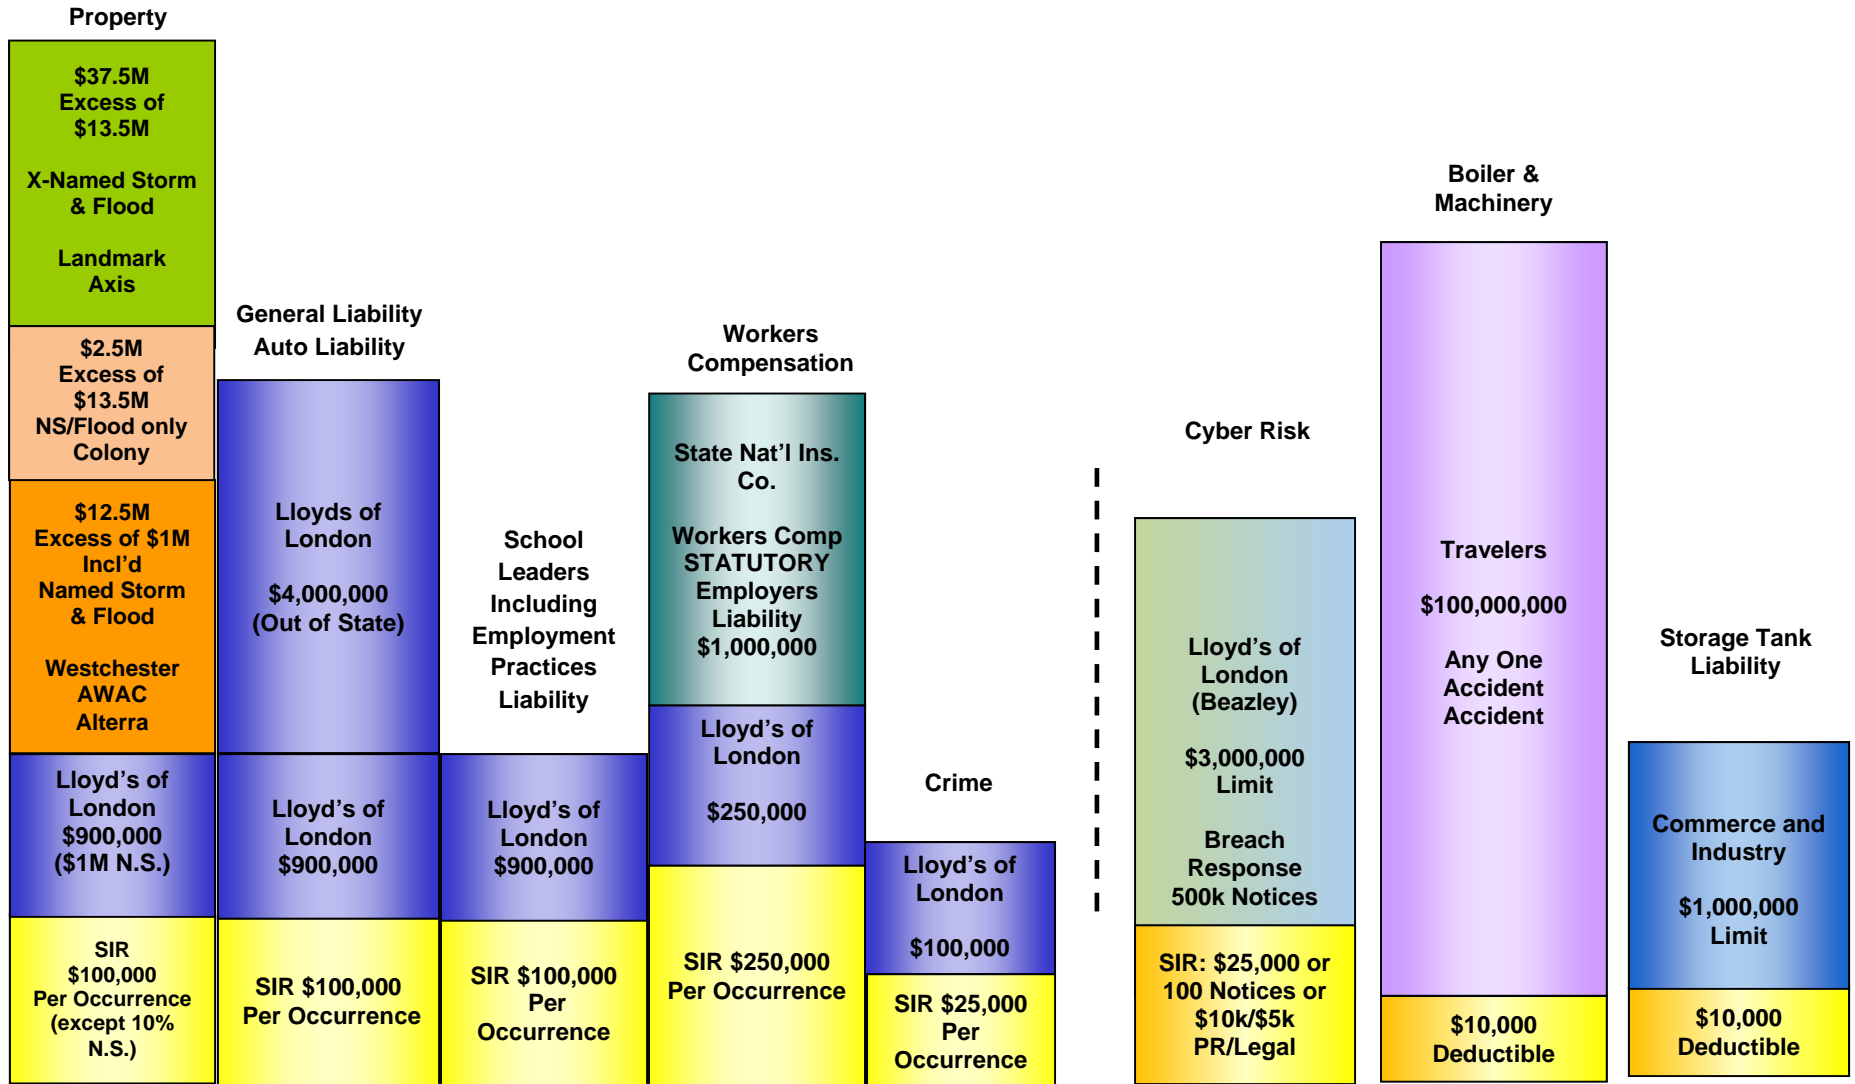 Property
$37.5M
Excess of
$13.5M
X-Named Storm
& Flood
Landmark
Axis
$2.5M
Excess of
$13.5M
NS/Flood only
Colony
$12.5M
Excess of $1M
Incl’d
Named Storm
& Flood
Westchester
AWAC
Alterra
Lloyd’s of
London
$900,000
($1M N.S.)
SIR
$100,000
Per Occurrence
(except 10%
N.S.)
General Liability
Auto Liability
Lloyds of
London
$4,000,000
(Out of State)
Lloyd’s of
London
$900,000
SIR $100,000
Per Occurrence
School
Leaders
Including
Employment
Practices
Liability
Lloyd’s of
London
$900,000
SIR $100,000
Per
Occurrence
Workers
Compensation
State Nat’l Ins.
Co.
Workers Comp
STATUTORY
Employers
Liability
$1,000,000
Lloyd’s of
London
$250,000
SIR $250,000
Per Occurrence
Crime
Lloyd’s of
London
$100,000
SIR $25,000
Per
Occurrence
Cyber Risk
Lloyd’s of
London
(Beazley)
$3,000,000
Limit
Breach
Response
500k Notices
SIR: $25,000 or
100 Notices or
$10k/$5k
PR/Legal
Boiler &
Machinery
Travelers
$100,000,000
Any One
Accident
Accident
$10,000
Deductible
Storage Tank
Liability
Commerce and
Industry
$1,000,000
Limit
$10,000
Deductible